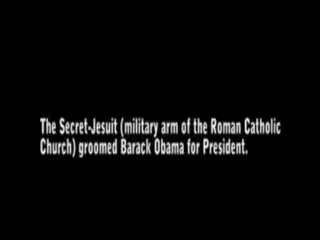 The Secret-Jesuit (military arm of the Roman Catholic
Church) groomed Barack Obama for President.